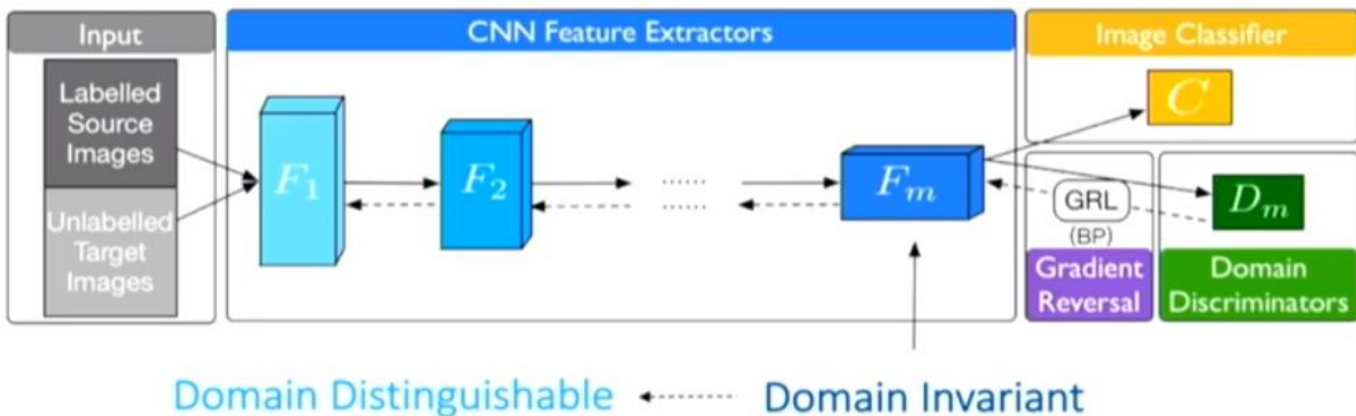 Input
CNN Feature Extractors
Image Classifier
Labelled
Source
Images
Unlabelled
Target
Images
F₁
F₂
......
......
Fₘ
C
GRL
(BP)
Dₘ
Gradient
Reversal
Domain
Discriminators
Domain Distinguishable
Domain Invariant